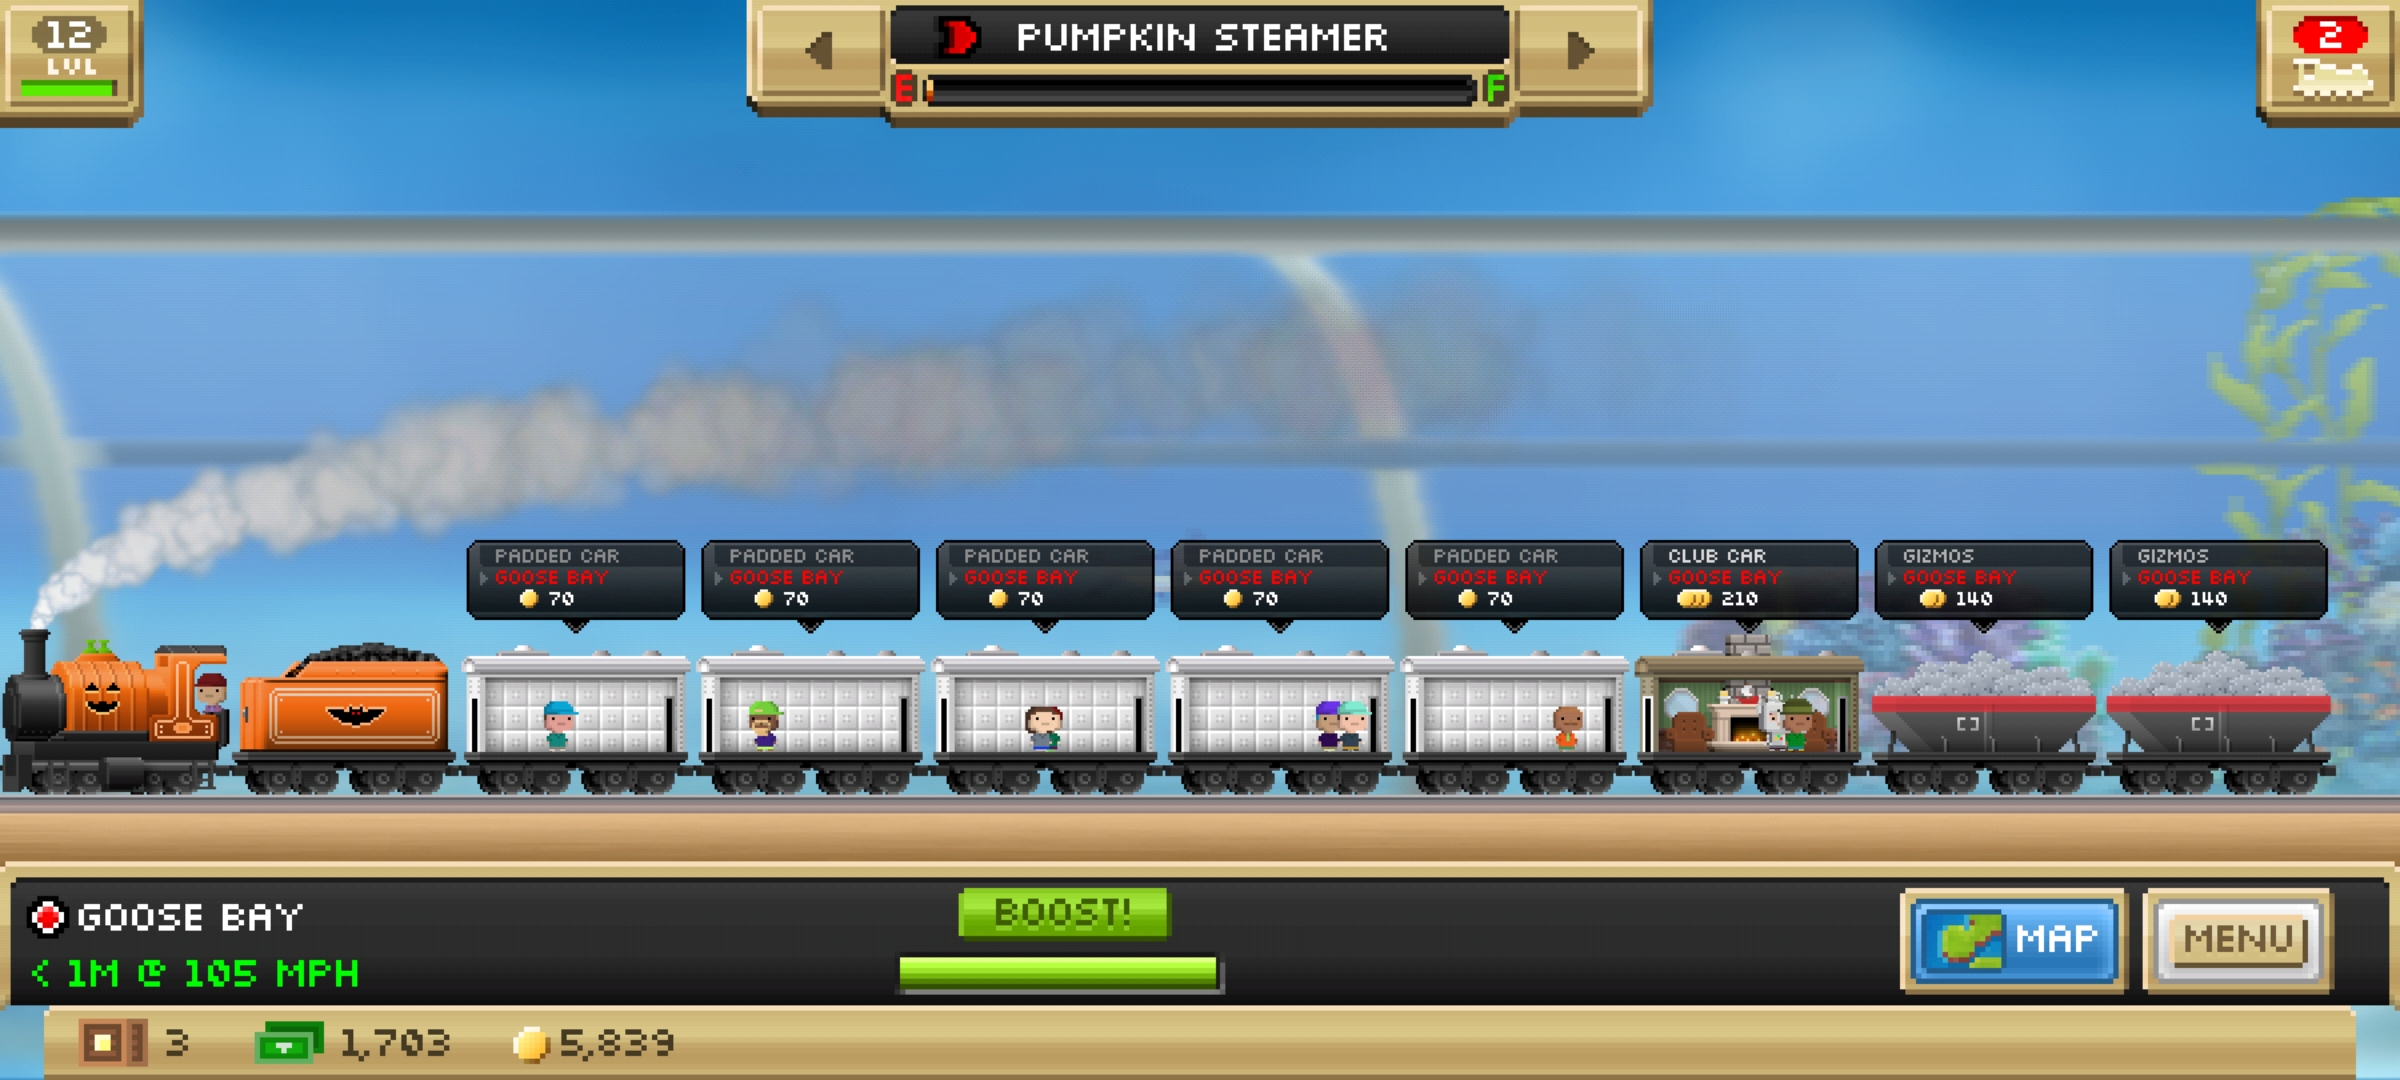 12
LVL
PUMPKIN STEAMER
E F
2
PADDED CAR
GOOSE BAY
70
PADDED CAR
GOOSE BAY
70
PADDED CAR
GOOSE BAY
70
PADDED CAR
GOOSE BAY
70
PADDED CAR
GOOSE BAY
70
CLUB CAR
GOOSE BAY
210
GIZMOS
GOOSE BAY
140
GIZMOS
GOOSE BAY
140
GOOSE BAY
< 1M @ 105 MPH
BOOST!
MAP
MENU
3 1,703 5,839